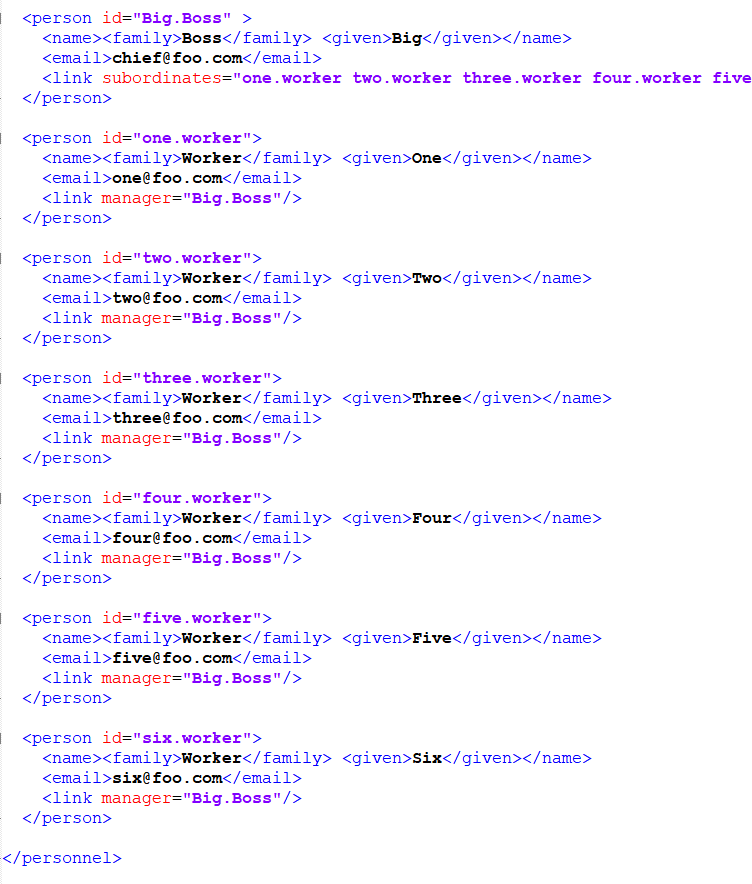 <person id="Big.Boss" >
<name><family>Boss</family> <given>Big</given></name>
<email>chief@foo.com</email>
<link subordinates="one.worker two.worker three.worker four.worker five
</person>
<person id="one.worker">
<name><family>Worker</family> <given>One</given></name>
<email>one@foo.com</email>
<link manager="Big.Boss"/>
</person>
<person id="two.worker">
<name><family>Worker</family> <given>Two</given></name>
<email>two@foo.com</email>
<link manager="Big.Boss"/>
</person>
<person id="three.worker">
<name><family>Worker</family> <given>Three</given></name>
<email>three@foo.com</email>
<link manager="Big.Boss"/>
</person>
<person id="four.worker">
<name><family>Worker</family> <given>Four</given></name>
<email>four@foo.com</email>
<link manager="Big.Boss"/>
</person>
<person id="five.worker">
<name><family>Worker</family> <given>Five</given></name>
<email>five@foo.com</email>
<link manager="Big.Boss"/>
</person>
<person id="six.worker">
<name><family>Worker</family> <given>Six</given></name>
<email>six@foo.com</email>
<link manager="Big.Boss"/>
</person>
</personnel>